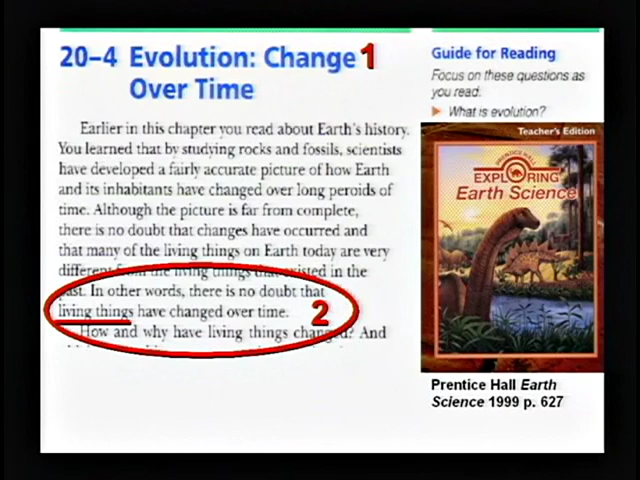 20-4 Evolution: Change 1
Over Time
Earlier in this chapter you read about Earth's history.
You learned that by studying rocks and fossils, scientists
have developed a fairly accurate picture of how Earth
and its inhabitants have changed over long peroids of
time. Although the picture is far from complete,
there is no doubt that changes have occurred and
that many of the living things on Earth today are very
different from the living things that existed in the
past. In other words, there is no doubt that
living things have changed over time. 2
How and why have living things changed? And
Guide for Reading
Focus on these questions as
you read.
▶ What is evolution?
Teacher's Edition
PRENTICE HALL
EXPLORING
Earth Science
Prentice Hall Earth
Science 1999 p. 627